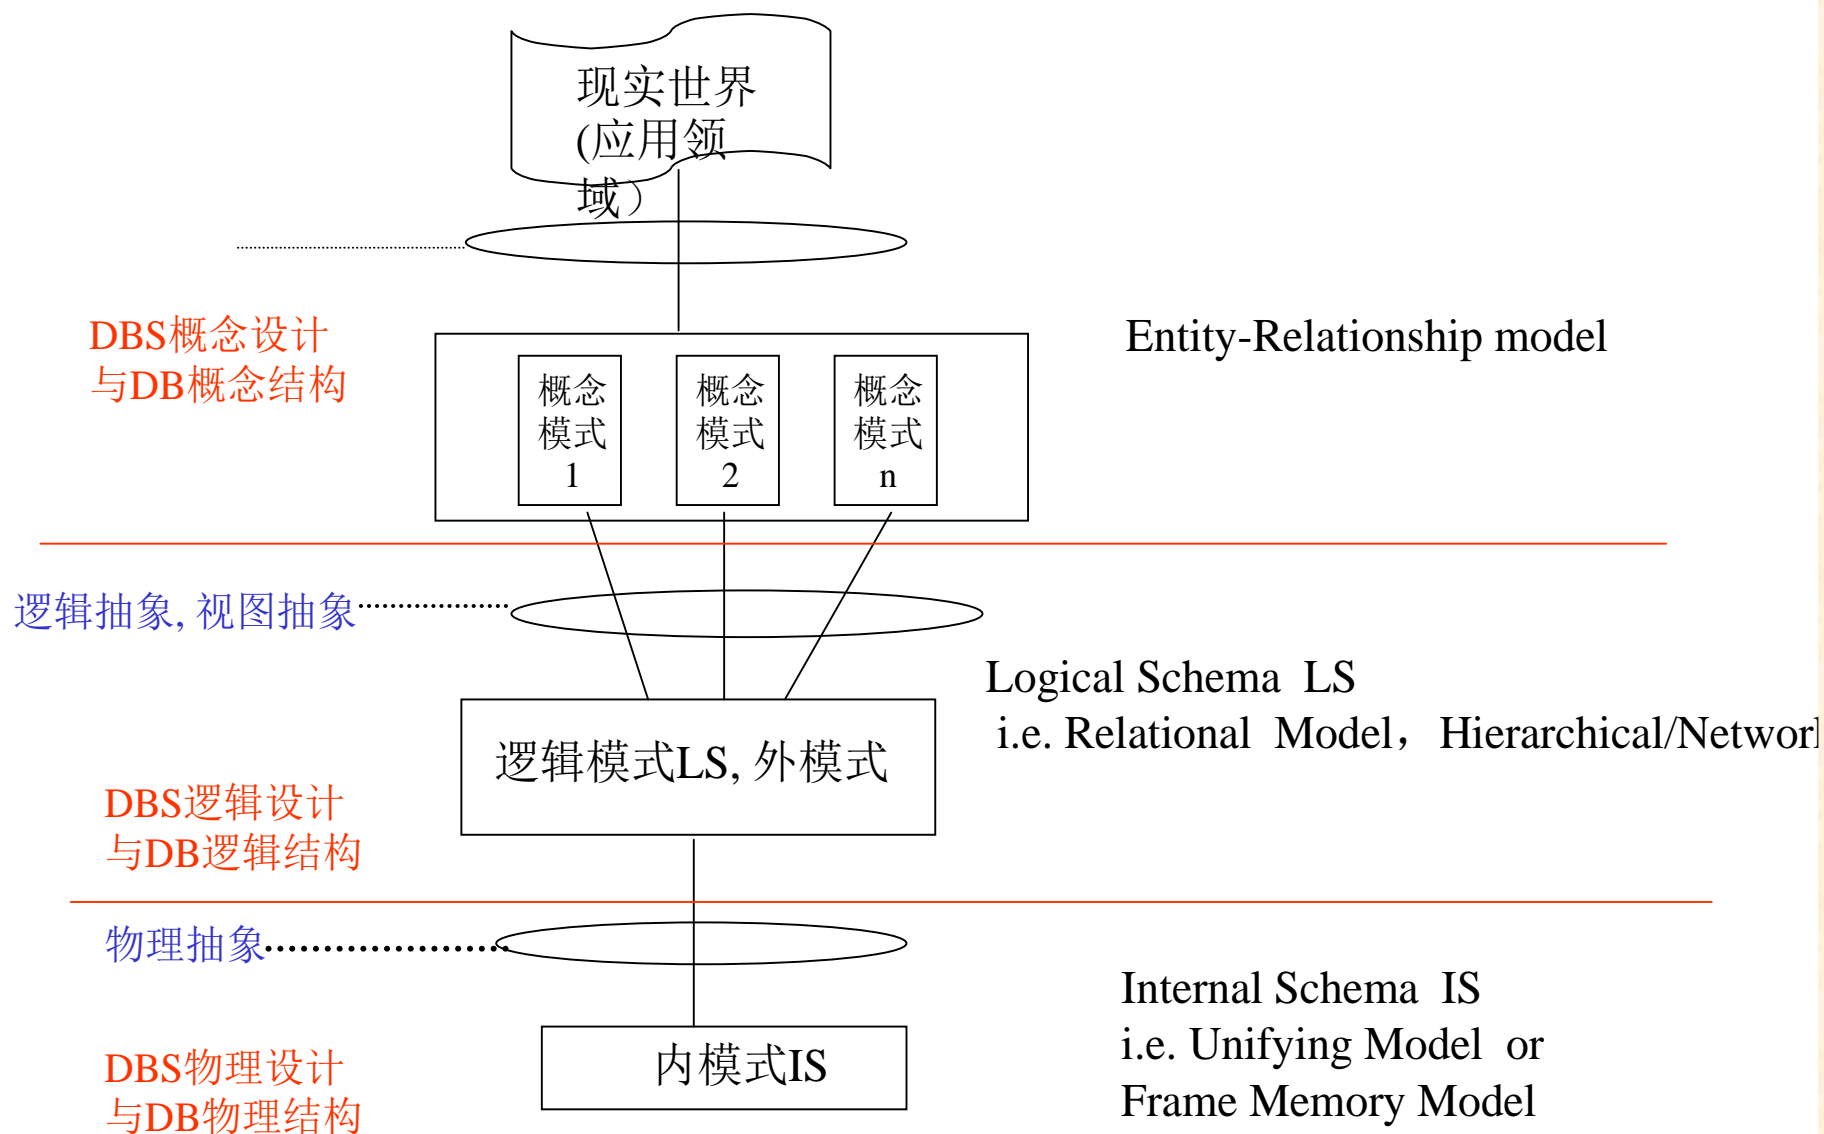 现实世界
(应用领
域）
DBS概念设计
与DB概念结构
概念
模式
1
概念
模式
2
概念
模式
n
Entity-Relationship model
逻辑抽象, 视图抽象
逻辑模式LS, 外模式
Logical Schema LS
i.e. Relational Model，Hierarchical/Networ
DBS逻辑设计
与DB逻辑结构
物理抽象
内模式IS
Internal Schema IS
i.e. Unifying Model or
Frame Memory Model
DBS物理设计
与DB物理结构